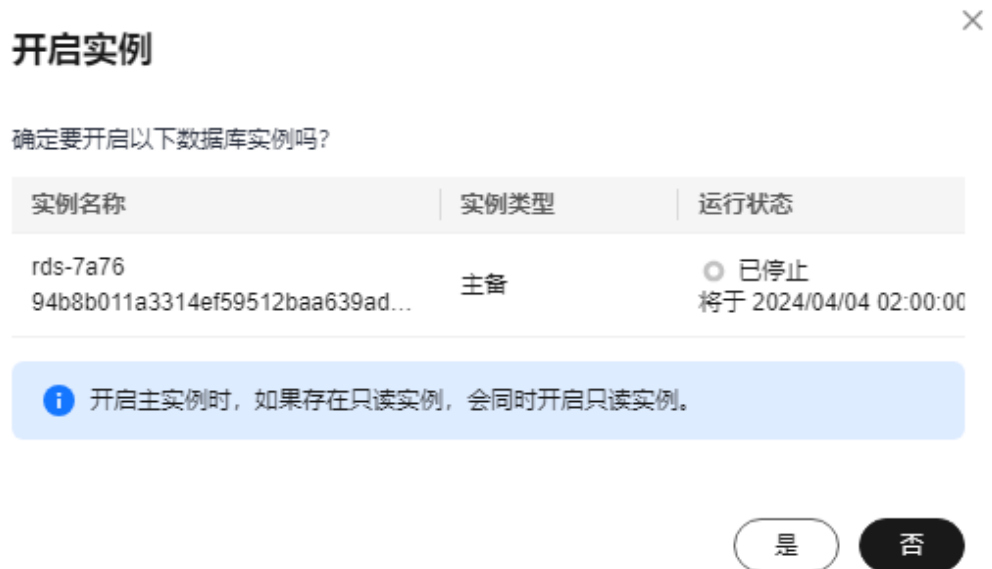 开启实例
确定要开启以下数据库实例吗?
实例名称 实例类型 运行状态
rds-7a76
94b8b011a3314ef59512baa639ad...
主备
已停止
将于 2024/04/04 02:00:00
开启主实例时，如果存在只读实例，会同时开启只读实例。
是 否